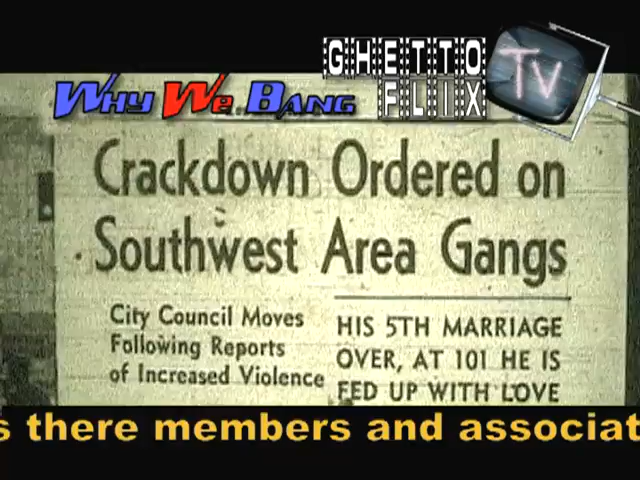 GHETTO
FLIX
TV
Why We Bang
Crackdown Ordered on
Southwest Area Gangs
City Council Moves
Following Reports
of Increased Violence
HIS 5TH MARRIAGE
OVER, AT 101 HE IS
FED UP WITH LOVE
s there members and associat